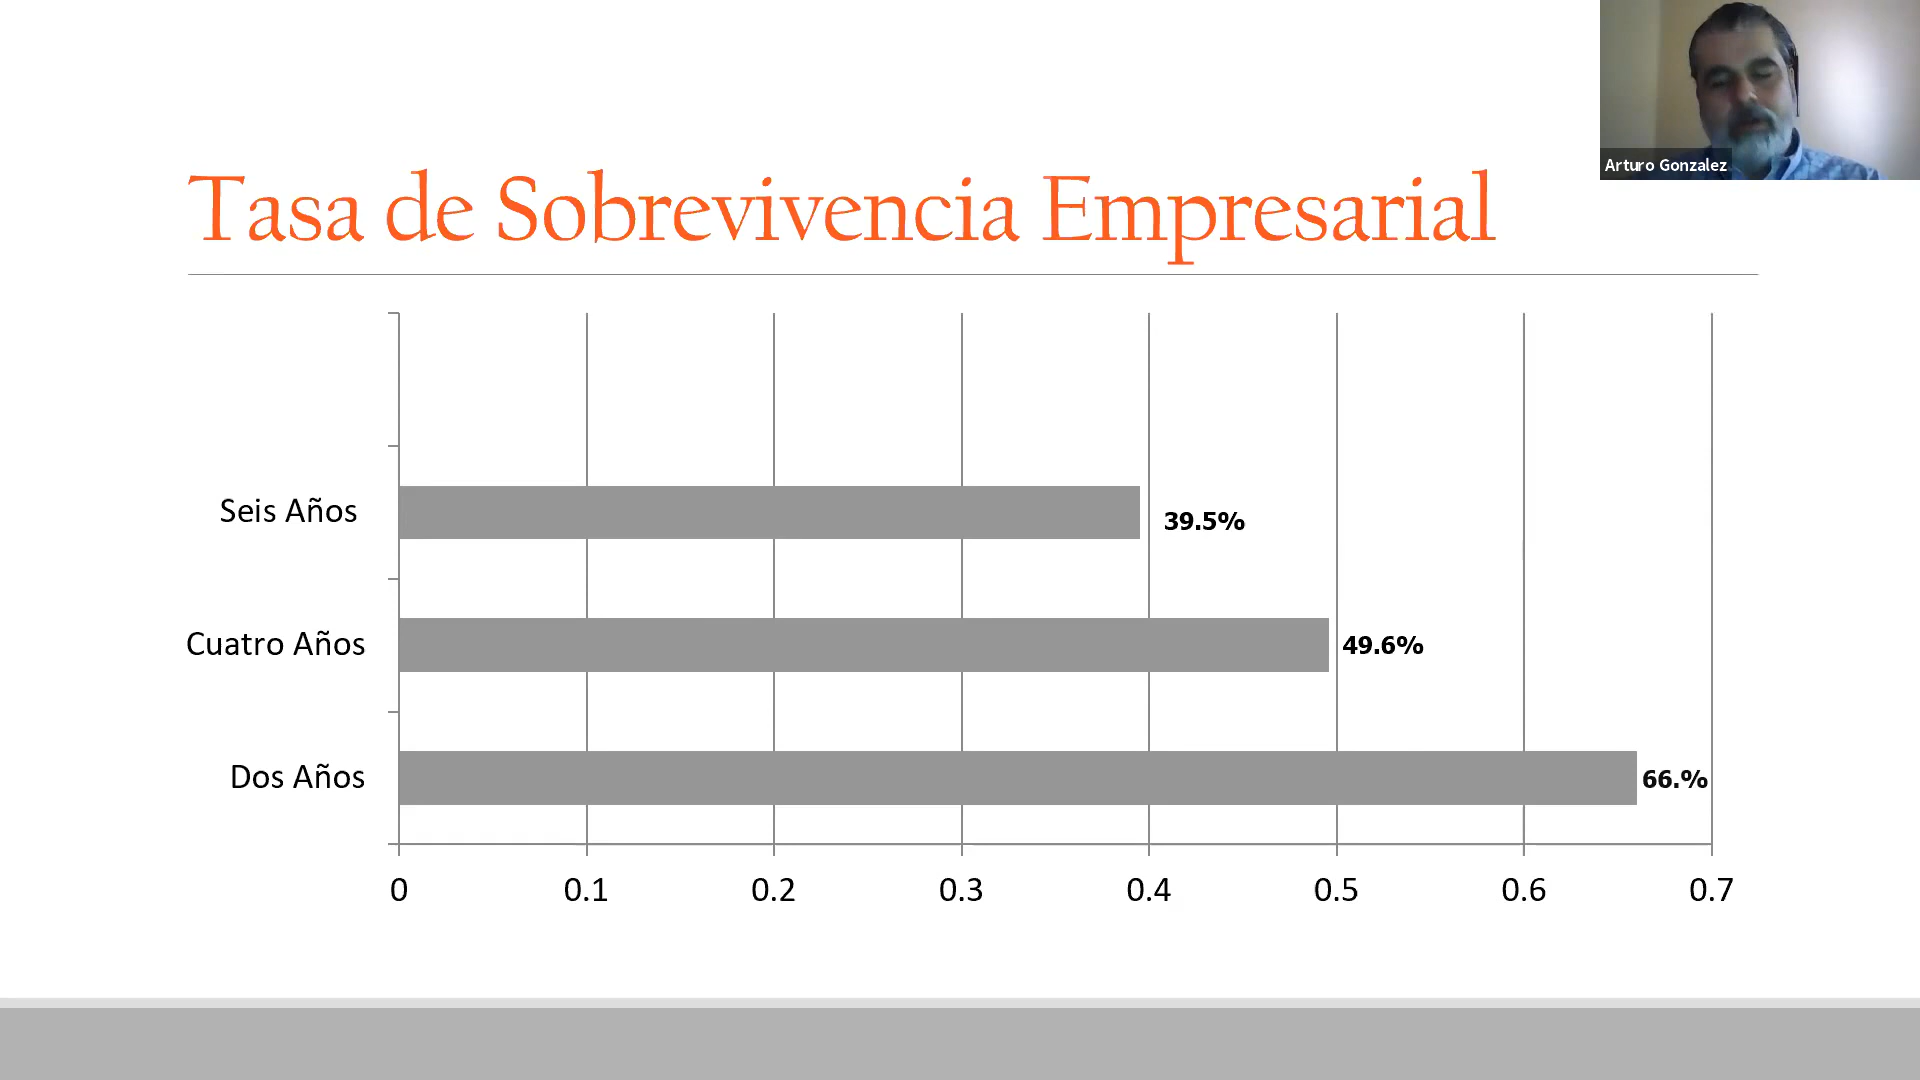 Arturo Gonzalez
Tasa de Sobrevivencia Empresarial
Seis Años
39.5%
Cuatro Años
49.6%
Dos Años
66.%
0 0.1 0.2 0.3 0.4 0.5 0.6 0.7